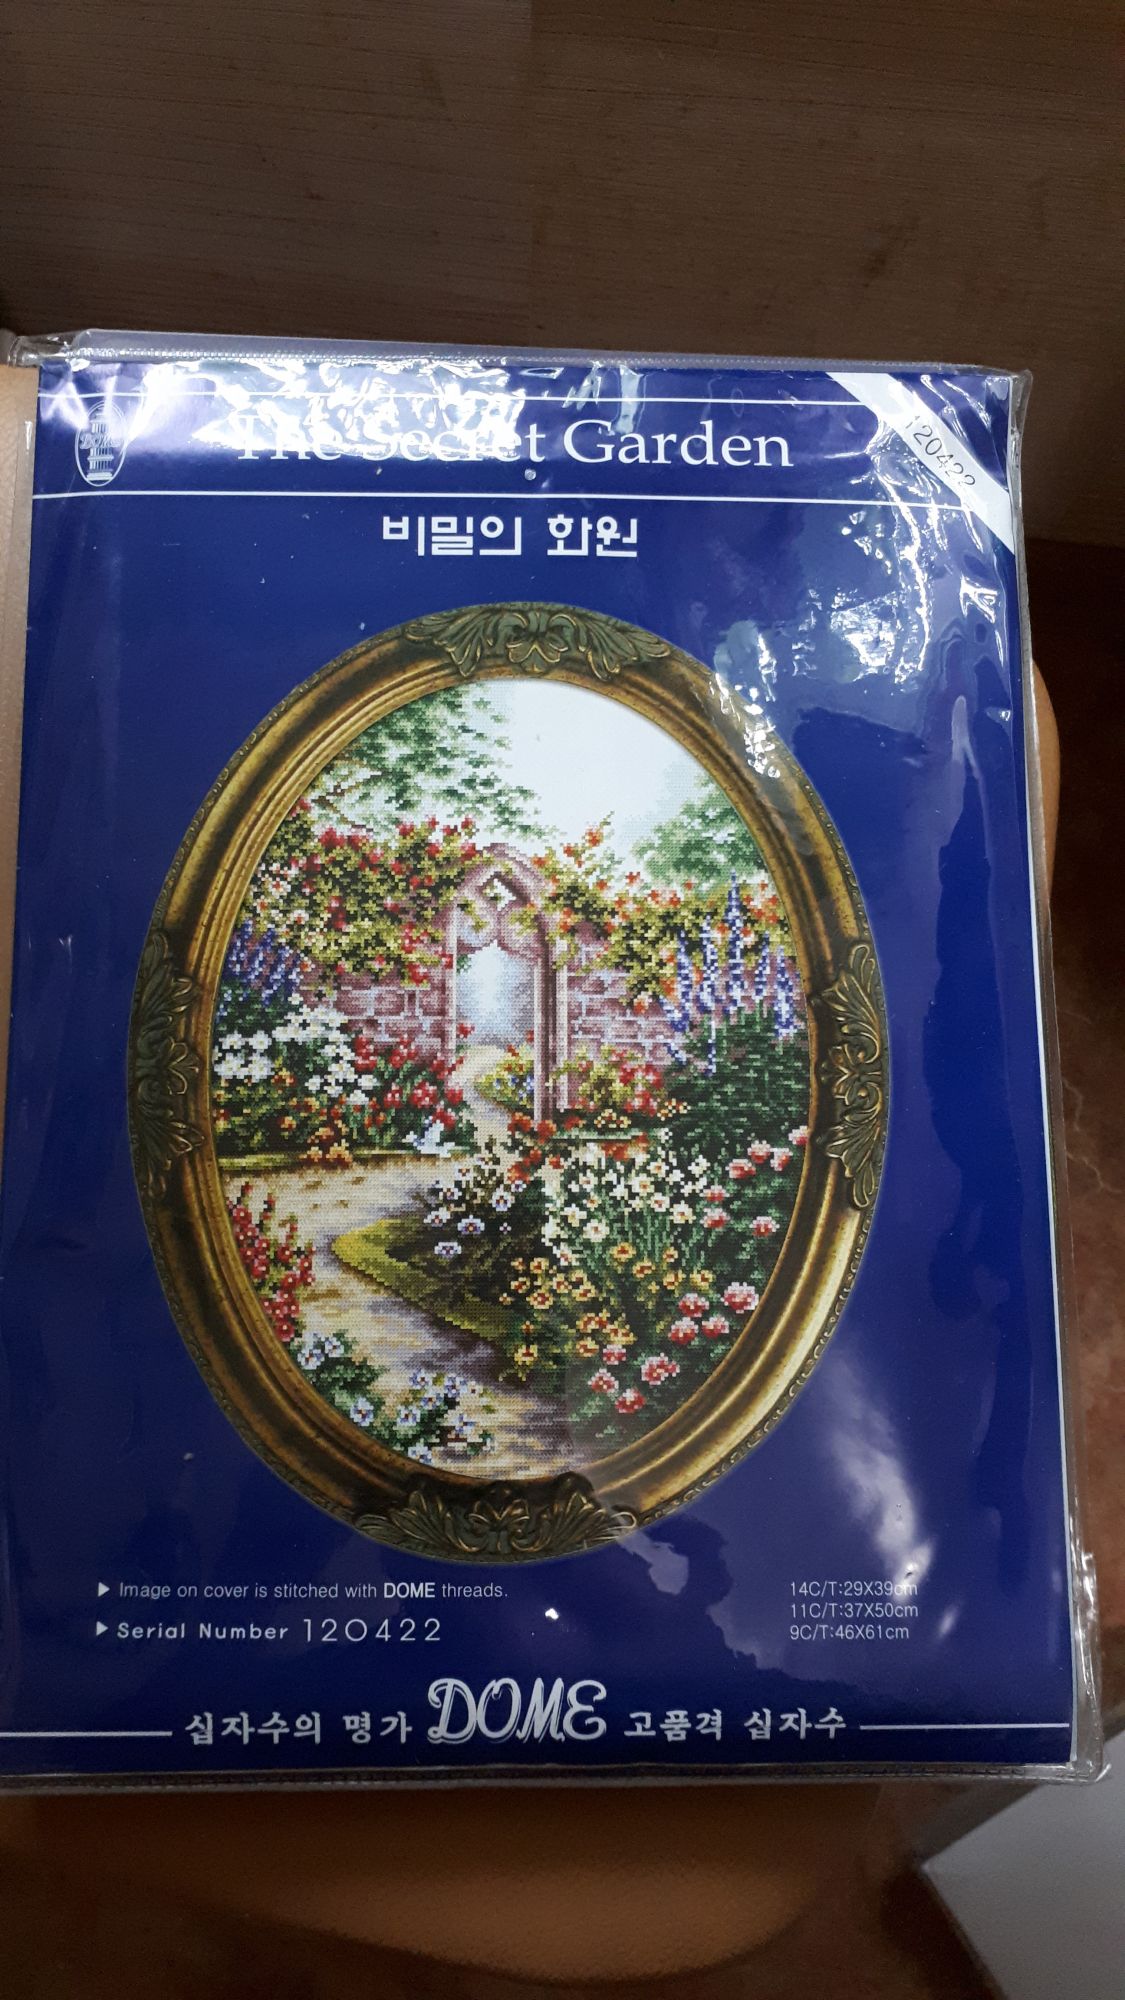 DOME
The Secret Garden
120422
비밀의 화원
▶ Image on cover is stitched with DOME threads.
▶ Serial Number 120422
14C/T:29X39cm
11C/T:37X50cm
9C/T:46X61cm
십자수의 명가 DOME 고품격 십자수